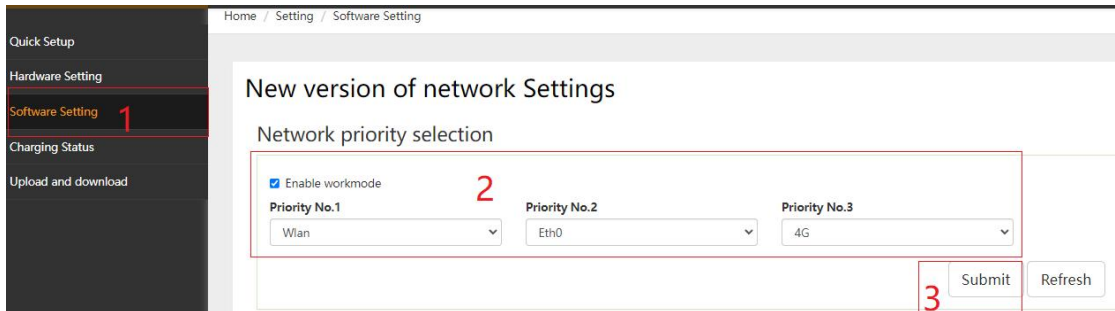 Home / Setting / Software Setting
Quick Setup
Hardware Setting
Software Setting 1
Charging Status
Upload and download
New version of network Settings
Network priority selection
Enable workmode 2
Priority No.1 Priority No.2 Priority No.3
Wlan Eth0 4G
3 Submit Refresh